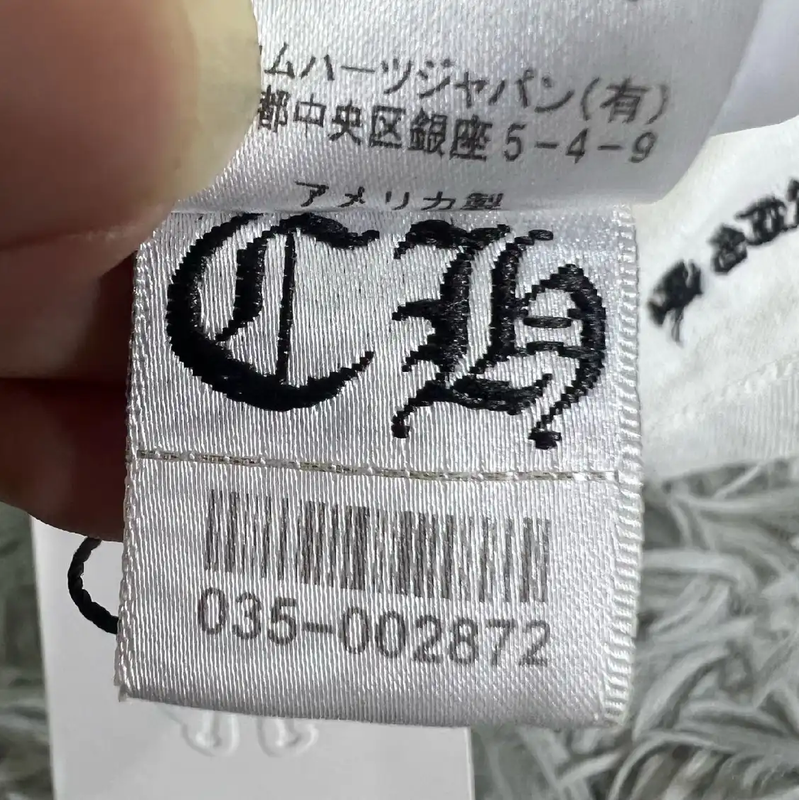 ムハーツジャパン(有)
都中央区銀座5-4-9
アメリカ製
CH
035-002872